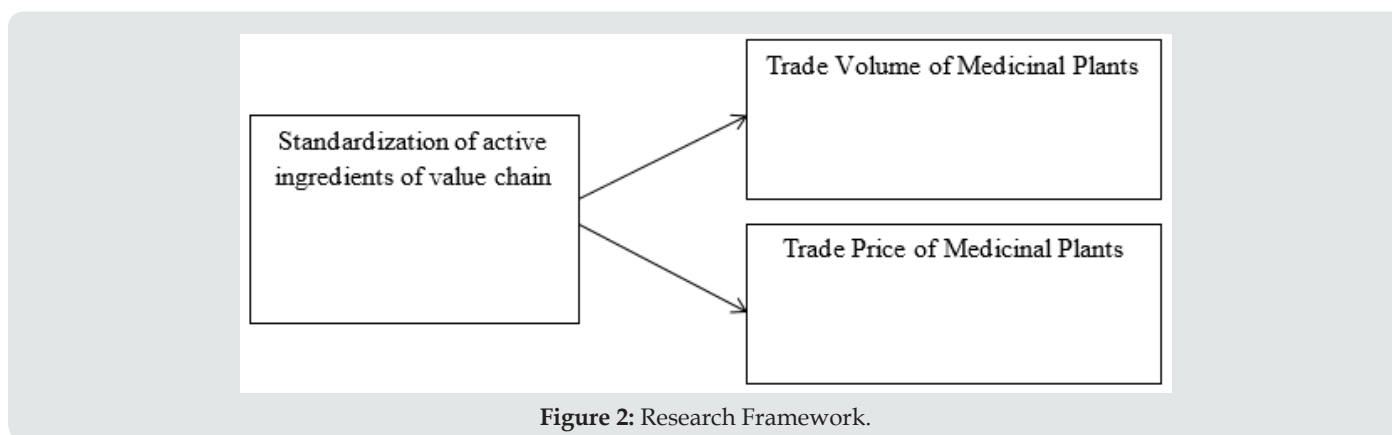 Standardization of active
ingredients of value chain
Trade Volume of Medicinal Plants
Trade Price of Medicinal Plants
Figure 2: Research Framework.